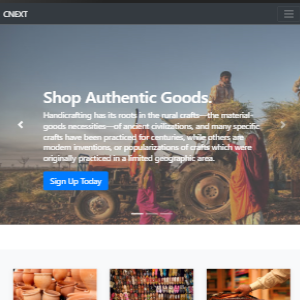 CNEXT
Shop Authentic Goods.
Handicrafting has its roots in the rural crafts—the material-
goods necessities—of ancient civilizations, and many specific
crafts have been practiced for centuries, while others are
modern inventions, or popularizations of crafts which were
originally practiced in a limited geographic area.
Sign Up Today